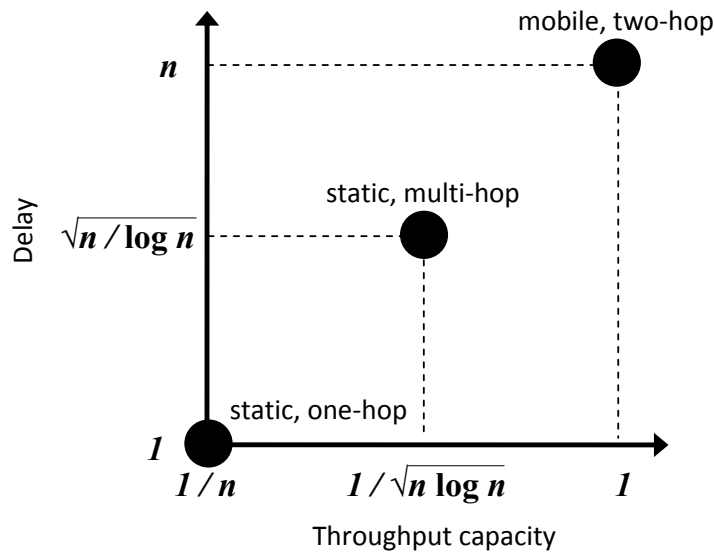 mobile, two-hop
n
static, multi-hop
Delay
√n / log n
static, one-hop
1
1 / n
1 / √n log n
1
Throughput capacity